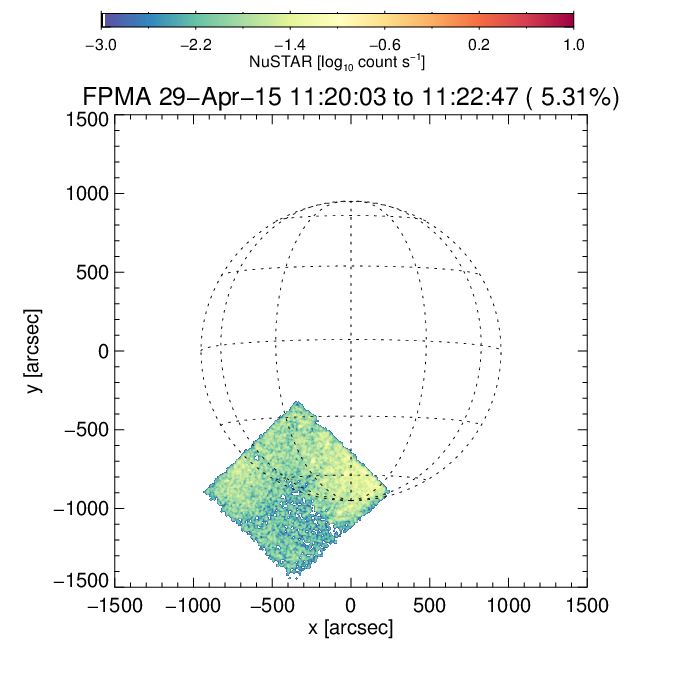 −3.0 −2.2 −1.4 −0.6 0.2 1.0
NuSTAR [log₁₀ count s⁻¹]
FPMA 29−Apr−15 11:20:03 to 11:22:47 ( 5.31%)
1500
1000
500
0
−500
−1000
−1500
y [arcsec]
−1500 −1000 −500 0 500 1000 1500
x [arcsec]